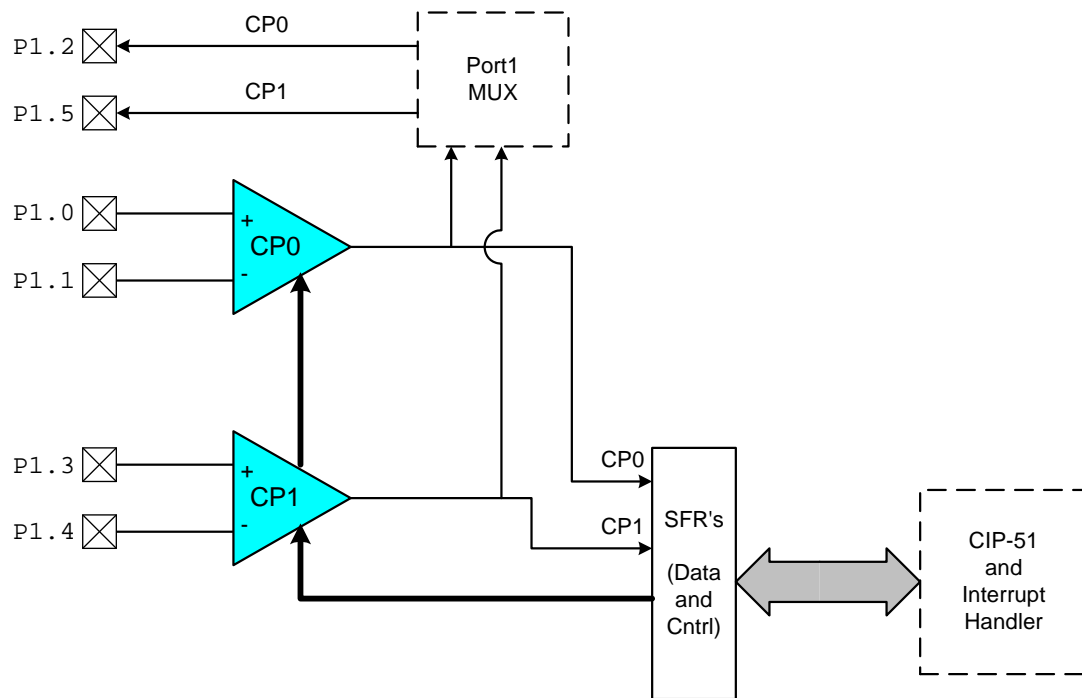 P1.2
CP0
P1.5
CP1
Port1
MUX
P1.0
+
CP0
P1.1
-
P1.3
+
CP1
P1.4
-
CP0
CP1
SFR's
(Data
and
Cntrl)
CIP-51
and
Interrupt
Handler